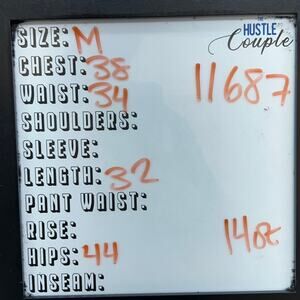 THE
HUSTLE
Couple
SIZE: M
CHEST: 38
WAIST: 34
11687
SHOULDERS:
SLEEVE:
LENGTH: 32
PANT WAIST:
RISE:
14oz
HIPS: 44
INSEAM: